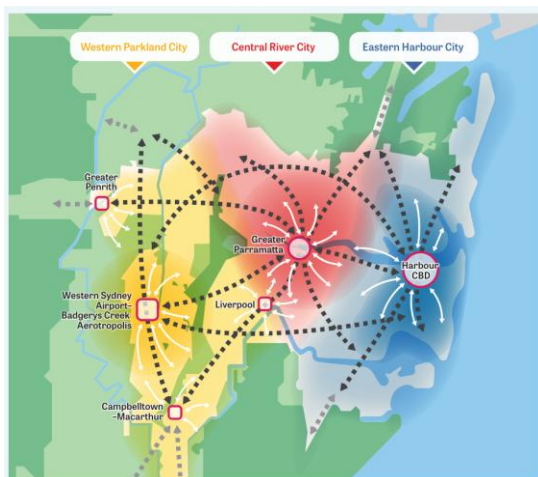 Western Parkland City
Central River City
Eastern Harbour City
Greater
Penrith
Greater
Parramatta
Harbour
CBD
Western Sydney
Airport–
Badgerys Creek
Aerotropolis
Liverpool
Campbelltown
–Macarthur